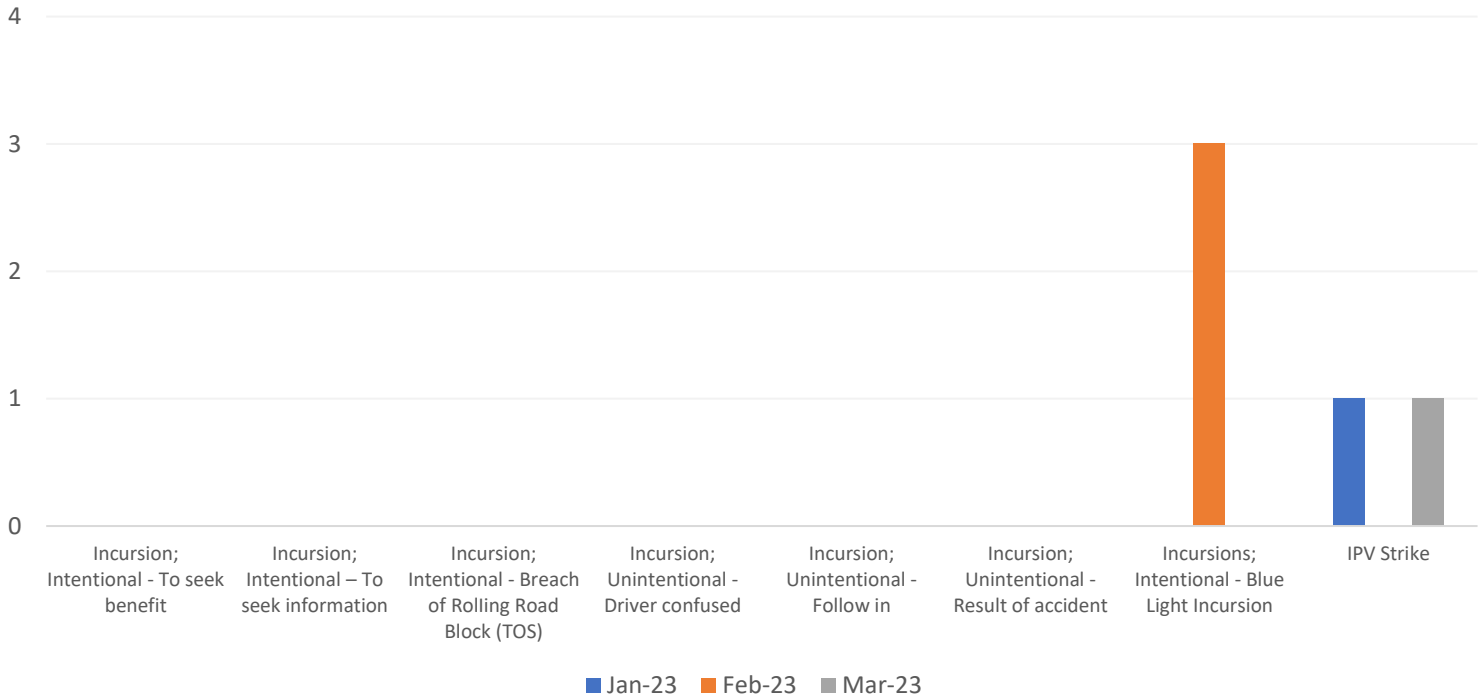 4
3
2
1
0
Incursion;
Intentional - To seek
benefit
Incursion;
Intentional – To
seek information
Incursion;
Intentional - Breach
of Rolling Road
Block (TOS)
Incursion;
Unintentional -
Driver confused
Incursion;
Unintentional -
Follow in
Incursion;
Unintentional -
Result of accident
Incursions;
Intentional - Blue
Light Incursion
IPV Strike
Jan-23 Feb-23 Mar-23